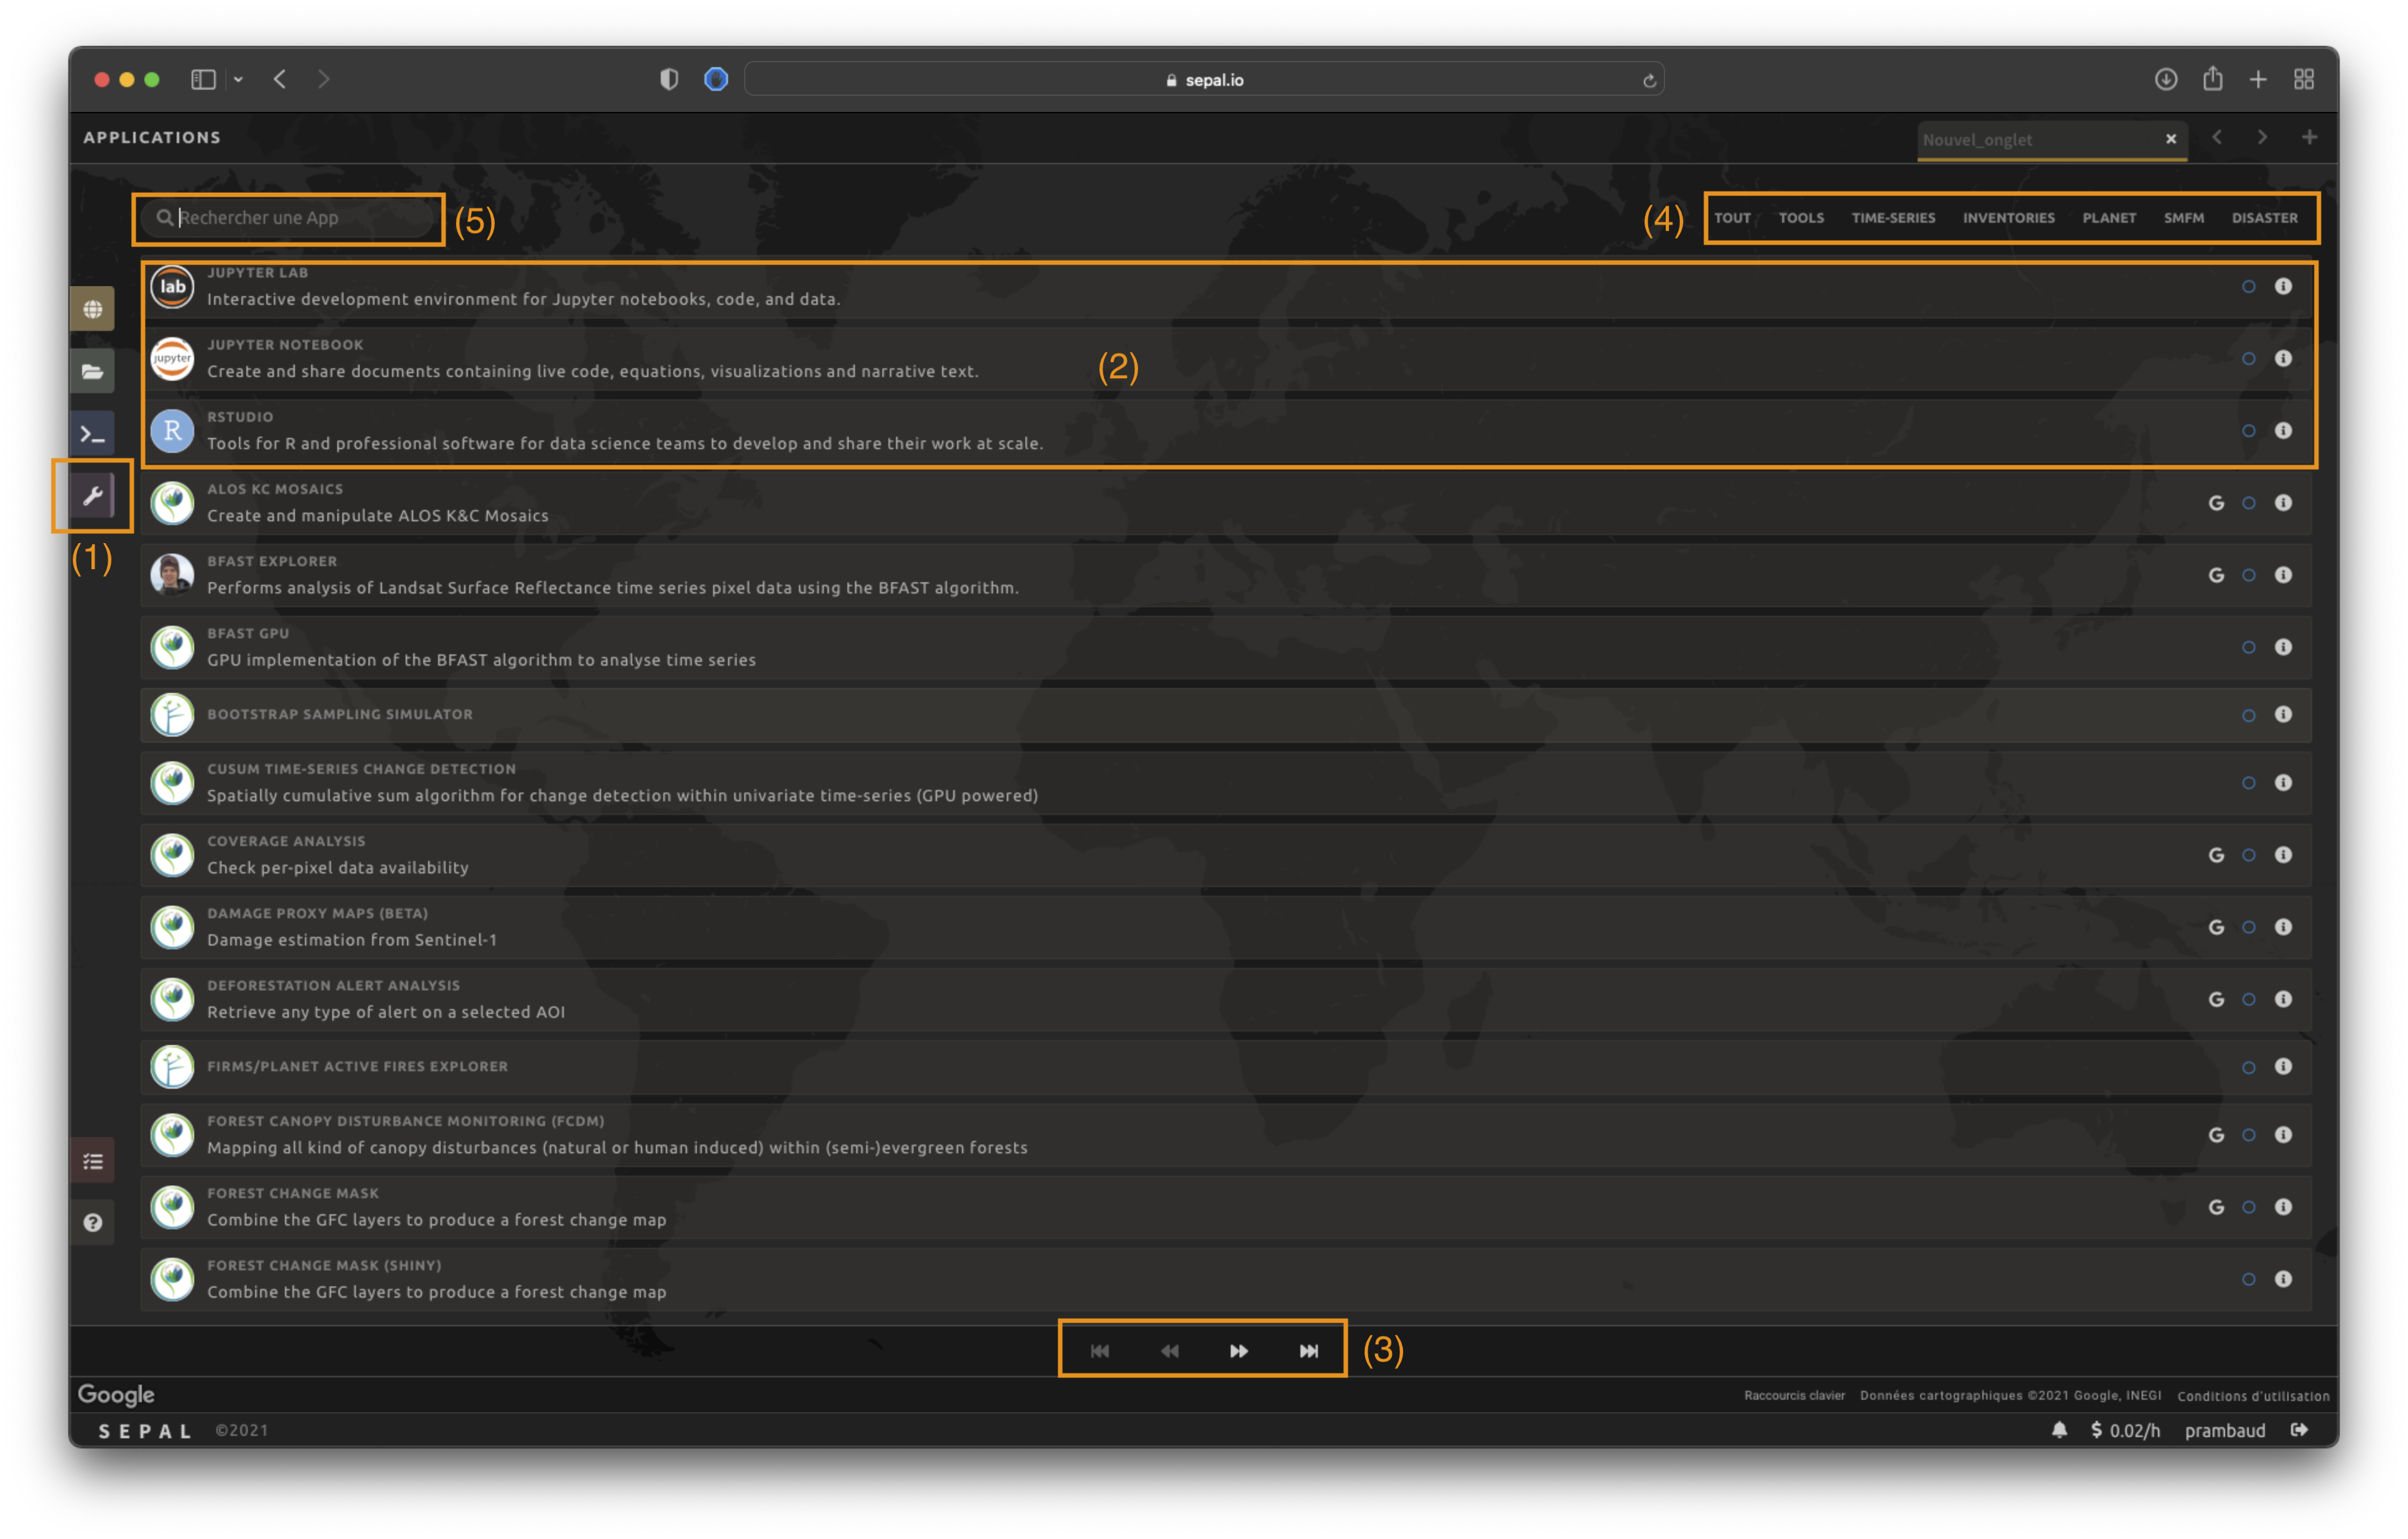 sepal.io
APPLICATIONS
Nouvel_onglet
Rechercher une App
(5)
(4)
TOUT TOOLS TIME-SERIES INVENTORIES PLANET SMFM DISASTER
lab
JUPYTER LAB
Interactive development environment for Jupyter notebooks, code, and data.
jupyter
JUPYTER NOTEBOOK
Create and share documents containing live code, equations, visualizations and narrative text.
(2)
R
RSTUDIO
Tools for R and professional software for data science teams to develop and share their work at scale.
(1)
ALOS KC MOSAICS
Create and manipulate ALOS K&C Mosaics
G
BFAST EXPLORER
Performs analysis of Landsat Surface Reflectance time series pixel data using the BFAST algorithm.
G
BFAST GPU
GPU implementation of the BFAST algorithm to analyse time series
BOOTSTRAP SAMPLING SIMULATOR
CUSUM TIME-SERIES CHANGE DETECTION
Spatially cumulative sum algorithm for change detection within univariate time-series (GPU powered)
COVERAGE ANALYSIS
Check per-pixel data availability
G
DAMAGE PROXY MAPS (BETA)
Damage estimation from Sentinel-1
G
DEFORESTATION ALERT ANALYSIS
Retrieve any type of alert on a selected AOI
G
FIRMS/PLANET ACTIVE FIRES EXPLORER
FOREST CANOPY DISTURBANCE MONITORING (FCDM)
Mapping all kind of canopy disturbances (natural or human induced) within (semi-)evergreen forests
G
FOREST CHANGE MASK
Combine the GFC layers to produce a forest change map
G
FOREST CHANGE MASK (SHINY)
Combine the GFC layers to produce a forest change map
(3)
Google
Raccourcis clavier Données cartographiques ©2021 Google, INEGI Conditions d'utilisation
SEPAL ©2021
$ 0.02/h prambaud